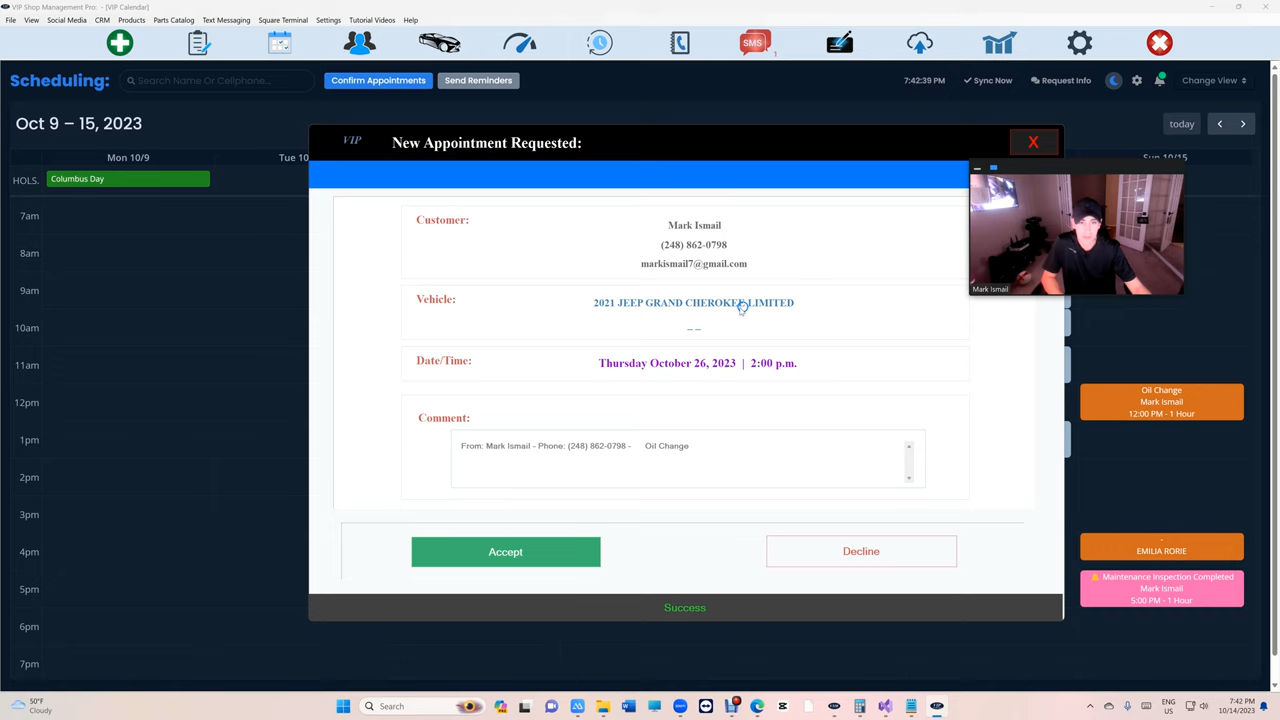 VIP Shop Management Pro: - [VIP Calendar]
File View Social Media CRM Products Parts Catalog Text Messaging Square Terminal Settings Tutorial Videos Help
SMS 1
Scheduling: Search Name Or Cellphone... Confirm Appointments Send Reminders 7:42:39 PM Sync Now Request Info Change View
Oct 9 – 15, 2023 today
Mon 10/9 Tue 10 Sun 10/15
HOLS. Columbus Day
7am
8am
9am
10am
11am
12pm
1pm
2pm
3pm
4pm
5pm
6pm
7pm
VIP New Appointment Requested: X
Customer: Mark Ismail
(248) 862-0798
markismail7@gmail.com
Vehicle: 2021 JEEP GRAND CHEROKEE LIMITED
-- --
Date/Time: Thursday October 26, 2023 | 2:00 p.m.
Comment:
From: Mark Ismail - Phone: (248) 862-0798 - Oil Change
Accept Decline
Success
Mark Ismail
Oil Change
Mark Ismail
12:00 PM - 1 Hour
-
EMILIA RORIE
Maintenance Inspection Completed
Mark Ismail
5:00 PM - 1 Hour
50°F
Cloudy
Search
ENG
US
7:42 PM
10/14/2023